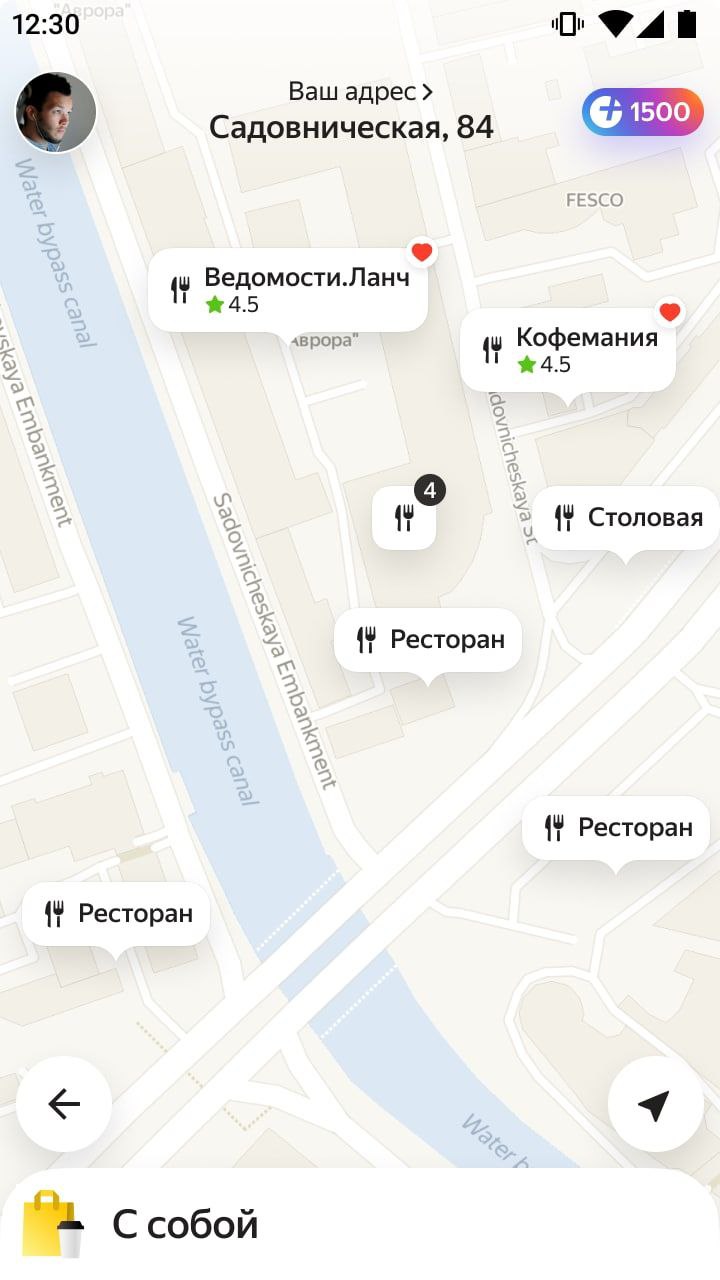 "Аврора"
12:30
Ваш адрес
Садовническая, 84
1500
FESCO
Water bypass canal
Ведомости.Ланч
4.5
Аврора"
Кофемания
4.5
Embankment
Sadovnicheskaya Embankment
4
Столовая
Water bypass canal
Ресторан
Ресторан
Ресторан
Water
С собой